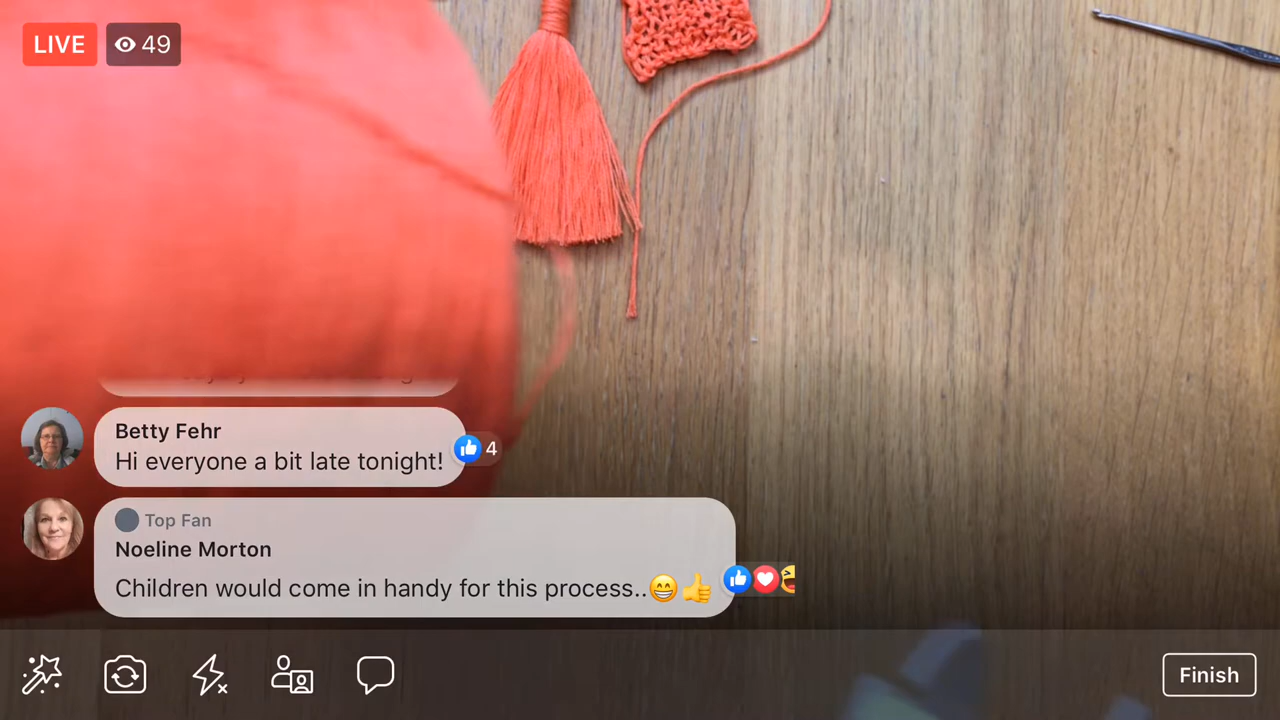 LIVE 49
Betty Fehr
Hi everyone a bit late tonight!
4
Top Fan
Noeline Morton
Children would come in handy for this process..😁👍
Finish